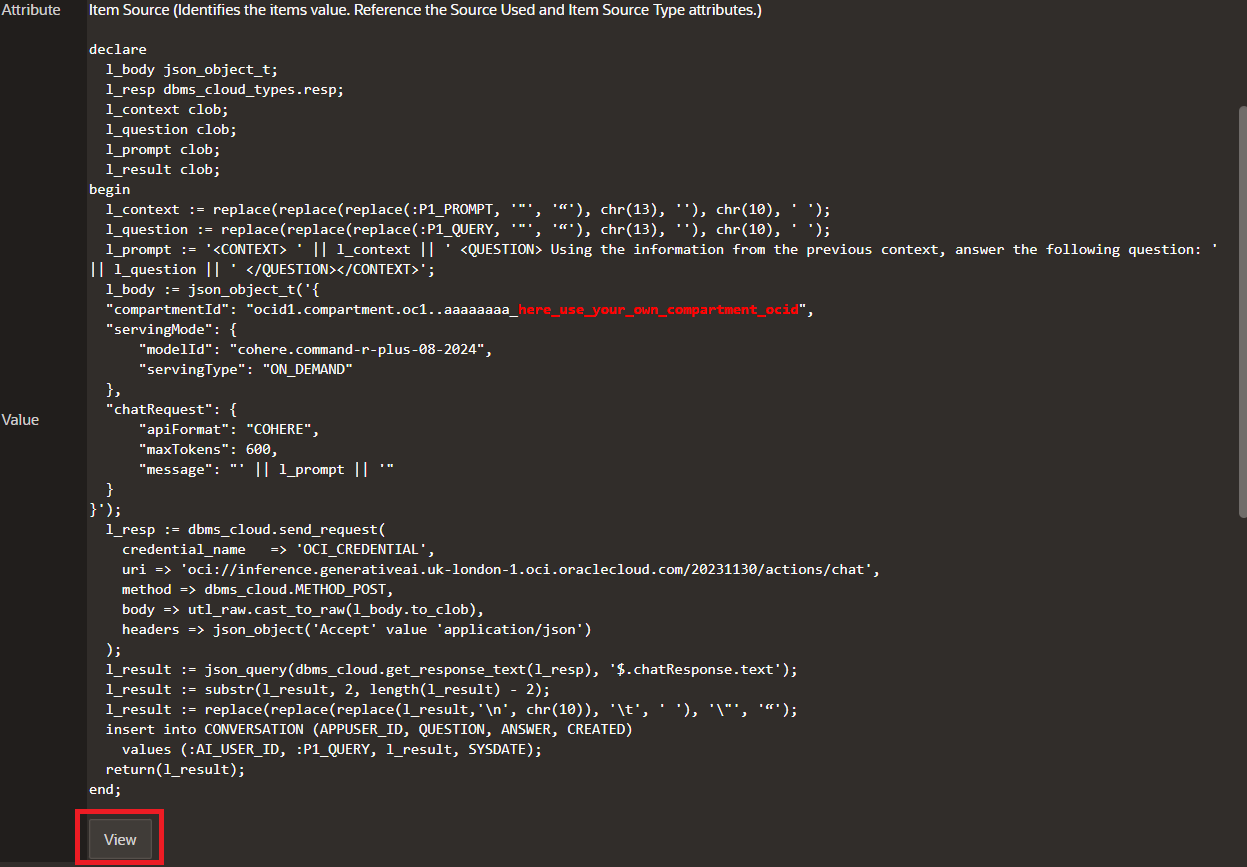 Attribute
Item Source (Identifies the items value. Reference the Source Used and Item Source Type attributes.)
declare
  l_body json_object_t;
  l_resp dbms_cloud_types.resp;
  l_context clob;
  l_question clob;
  l_prompt clob;
  l_result clob;
begin
  l_context := replace(replace(replace(:P1_PROMPT, '"', '“'), chr(13), ''), chr(10), ' ');
  l_question := replace(replace(replace(:P1_QUERY, '"', '“'), chr(13), ''), chr(10), ' ');
  l_prompt := '<CONTEXT> ' || l_context || ' <QUESTION> Using the information from the previous context, answer the following question: '
|| l_question || ' </QUESTION></CONTEXT>';
  l_body := json_object_t('{
  "compartmentId": "ocid1.compartment.oc1..aaaaaaaa_here_use_your_own_compartment_ocid",
  "servingMode": {
      "modelId": "cohere.command-r-plus-08-2024",
      "servingType": "ON_DEMAND"
  },
  "chatRequest": {
      "apiFormat": "COHERE",
      "maxTokens": 600,
Value
      "message": "' || l_prompt || '"
  }
}');
  l_resp := dbms_cloud.send_request(
    credential_name   => 'OCI_CREDENTIAL',
    uri => 'oci://inference.generativeai.uk-london-1.oci.oraclecloud.com/20231130/actions/chat',
    method => dbms_cloud.METHOD_POST,
    body => utl_raw.cast_to_raw(l_body.to_clob),
    headers => json_object('Accept' value 'application/json')
  );
  l_result := json_query(dbms_cloud.get_response_text(l_resp), '$.chatResponse.text');
  l_result := substr(l_result, 2, length(l_result) - 2);
  l_result := replace(replace(replace(l_result,'\n', chr(10)), '\t', ' '), '\"', '“');
  insert into CONVERSATION (APPUSER_ID, QUESTION, ANSWER, CREATED)
    values (:AI_USER_ID, :P1_QUERY, l_result, SYSDATE);
  return(l_result);
end;
View